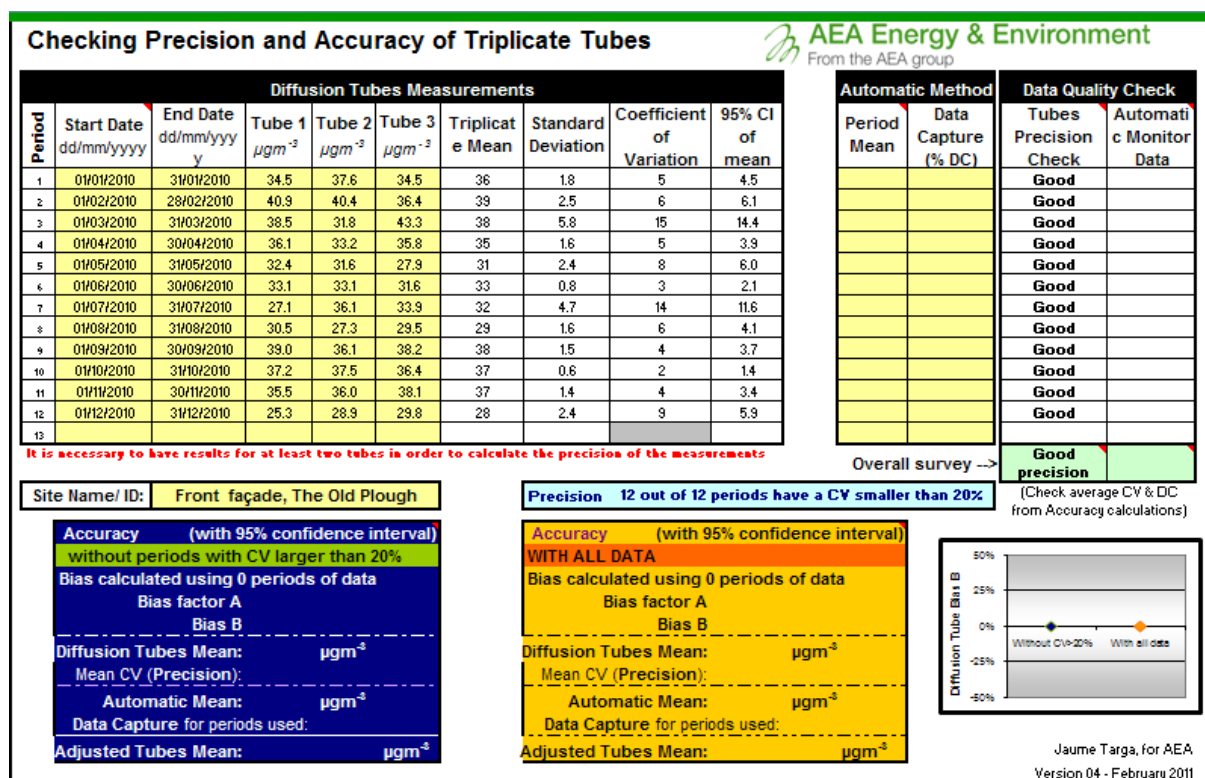 Checking Precision and Accuracy of Triplicate Tubes
AEA Energy & Environment
From the AEA group
Diffusion Tubes Measurements
Automatic Method
Data Quality Check
Period
Start Date
dd/mm/yyyy
End Date
dd/mm/yyy
y
Tube 1
µgm-3
Tube 2
µgm-3
Tube 3
µgm-3
Triplicat
e Mean
Standard
Deviation
Coefficient
of
Variation
95% CI
of
mean
Period
Mean
Data
Capture
(% DC)
Tubes
Precision
Check
Automati
c Monitor
Data
1 01/01/2010 31/01/2010 34.5 37.6 34.5 36 1.8 5 4.5 Good
2 01/02/2010 28/02/2010 40.9 40.4 36.4 39 2.5 6 6.1 Good
3 01/03/2010 31/03/2010 38.5 31.8 43.3 38 5.8 15 14.4 Good
4 01/04/2010 30/04/2010 36.1 33.2 35.8 35 1.6 5 3.9 Good
5 01/05/2010 31/05/2010 32.4 31.6 27.9 31 2.4 8 6.0 Good
6 01/06/2010 30/06/2010 33.1 33.1 31.6 33 0.8 3 2.1 Good
7 01/07/2010 31/07/2010 27.1 36.1 33.9 32 4.7 14 11.6 Good
8 01/08/2010 31/08/2010 30.5 27.3 29.5 29 1.6 6 4.1 Good
9 01/09/2010 30/09/2010 39.0 36.1 38.2 38 1.5 4 3.7 Good
10 01/10/2010 31/10/2010 37.2 37.5 36.4 37 0.6 2 1.4 Good
11 01/11/2010 30/11/2010 35.5 36.0 38.1 37 1.4 4 3.4 Good
12 01/12/2010 31/12/2010 25.3 28.9 29.8 28 2.4 9 5.9 Good
13
It is necessary to have results for at least two tubes in order to calculate the precision of the measurements
Overall survey -->
Good
precision
Site Name/ ID: Front façade, The Old Plough
Precision 12 out of 12 periods have a CV smaller than 20%
(Check average CV & DC
from Accuracy calculations)
Accuracy (with 95% confidence interval)
without periods with CV larger than 20%
Bias calculated using 0 periods of data
Bias factor A
Bias B
Diffusion Tubes Mean: µgm-3
Mean CV (Precision):
Automatic Mean: µgm-3
Data Capture for periods used:
Adjusted Tubes Mean: µgm-3
Accuracy (with 95% confidence interval)
WITH ALL DATA
Bias calculated using 0 periods of data
Bias factor A
Bias B
Diffusion Tubes Mean: µgm-3
Mean CV (Precision):
Automatic Mean: µgm-3
Data Capture for periods used:
Adjusted Tubes Mean: µgm-3
Diffusion Tube Bias B
50%
25%
0%
-25%
-50%
Without CV>20%
With all data
Jaume Targa, for AEA
Version 04 - February 2011